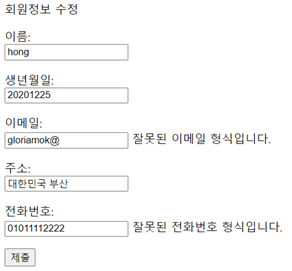 회원정보 수정
이름:
hong
생년월일:
20201225
이메일:
gloriamok@ 잘못된 이메일 형식입니다.
주소:
대한민국 부산
전화번호:
01011112222 잘못된 전화번호 형식입니다.
제출